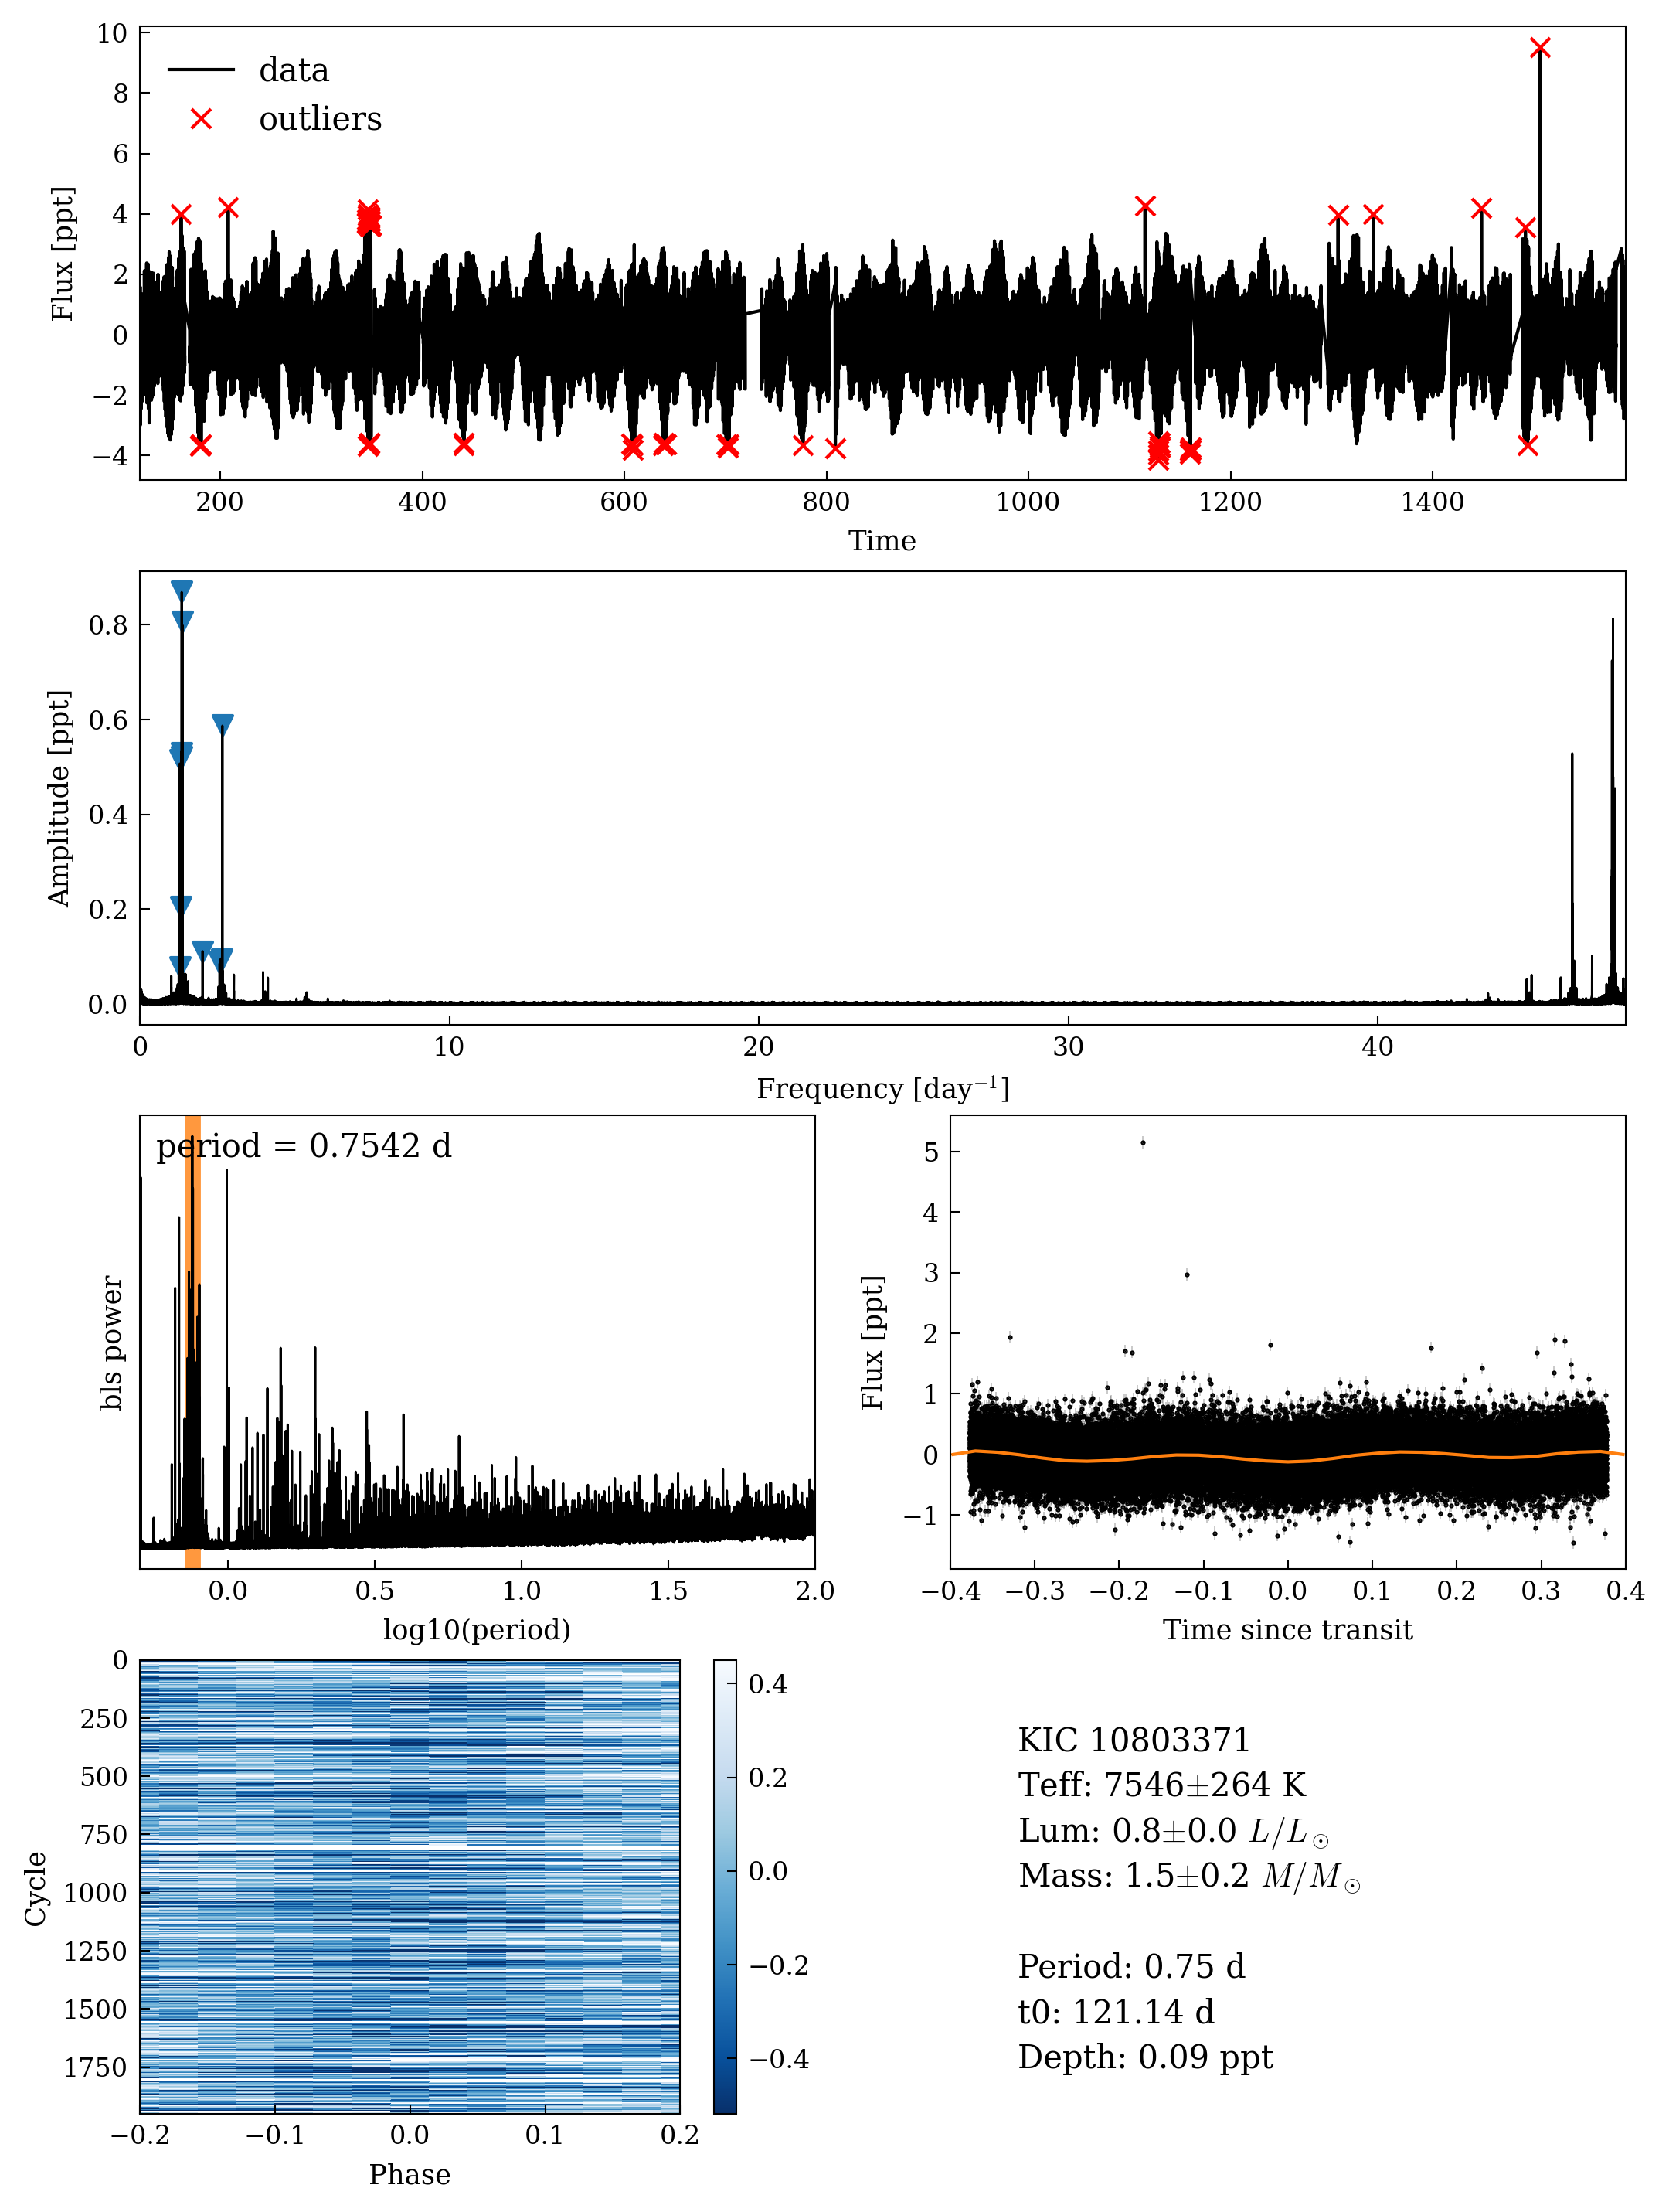 10
8
6
4
2
0
−2
−4
Flux [ppt]
data
outliers
200 400 600 800 1000 1200 1400
Time
0.8
0.6
0.4
0.2
0.0
Amplitude [ppt]
0 10 20 30 40
Frequency [day⁻¹]
period = 0.7542 d
bls power
0.0 0.5 1.0 1.5 2.0
log10(period)
5
4
3
2
1
0
−1
Flux [ppt]
−0.4 −0.3 −0.2 −0.1 0.0 0.1 0.2 0.3 0.4
Time since transit
0
250
500
750
1000
1250
1500
1750
Cycle
−0.2 −0.1 0.0 0.1 0.2
Phase
0.4
0.2
0.0
−0.2
−0.4
KIC 10803371
Teff: 7546±264 K
Lum: 0.8±0.0 L/L⊙
Mass: 1.5±0.2 M/M⊙
Period: 0.75 d
t0: 121.14 d
Depth: 0.09 ppt